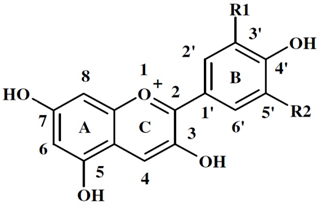 R1
2' 3' OH
8 1 + B 4'
HO O 2 1' 5' R2
7 A C 6'
6 3
5 4 OH
OH